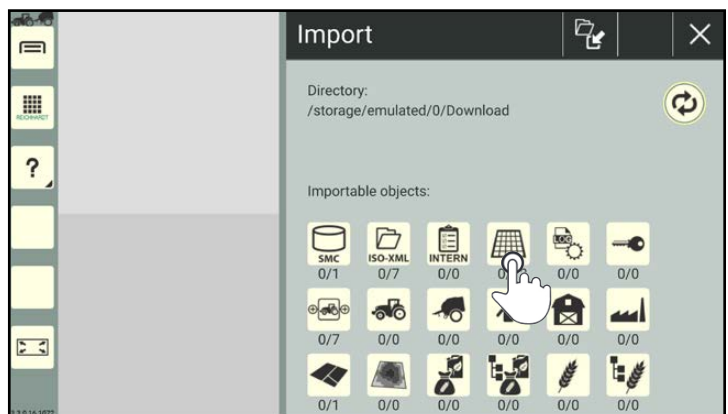 Import
Directory:
/storage/emulated/0/Download
REICHHARDT
?
Importable objects:
SMC
ISO-XML
INTERN
LOG
0/1 0/7 0/0 0/0 0/0
0/7 0/0 0/0 0/0 0/0
0/1 0/0 0/0 0/0 0/0 0/0